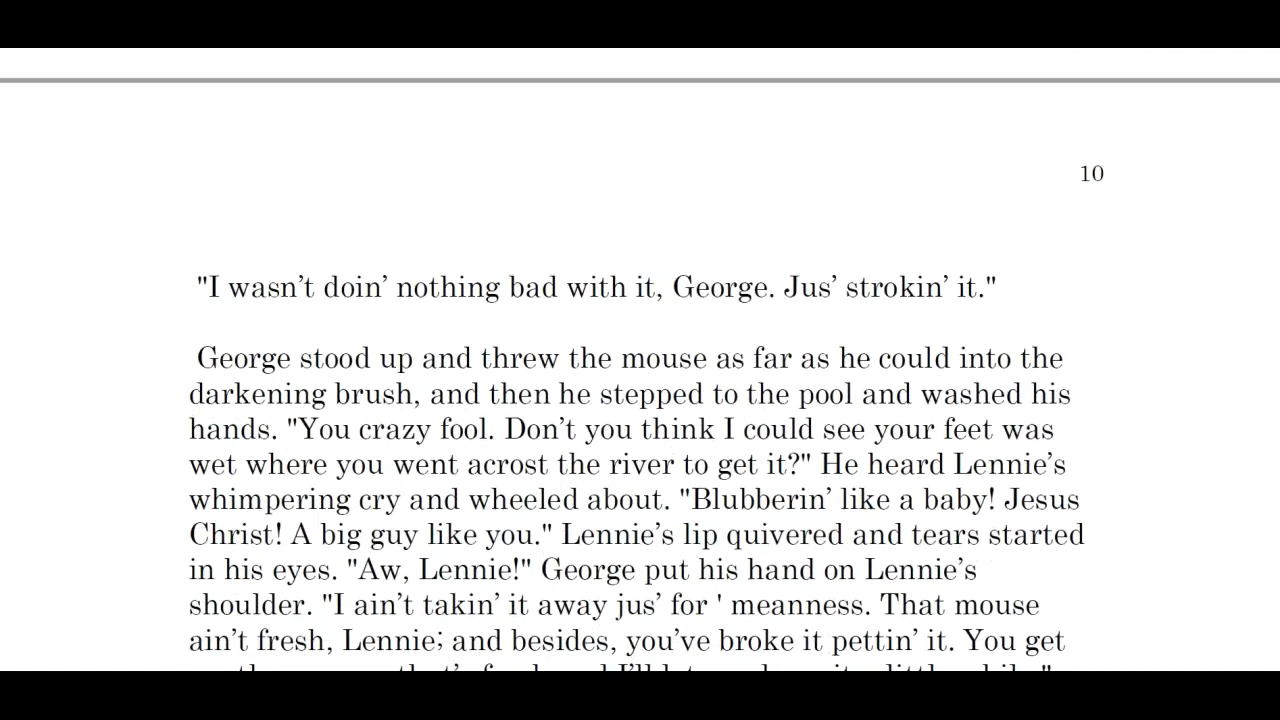 10
"I wasn’t doin’ nothing bad with it, George. Jus’ strokin’ it."
George stood up and threw the mouse as far as he could into the
darkening brush, and then he stepped to the pool and washed his
hands. "You crazy fool. Don’t you think I could see your feet was
wet where you went acrost the river to get it?" He heard Lennie’s
whimpering cry and wheeled about. "Blubberin’ like a baby! Jesus
Christ! A big guy like you." Lennie’s lip quivered and tears started
in his eyes. "Aw, Lennie!" George put his hand on Lennie’s
shoulder. "I ain’t takin’ it away jus’ for ' meanness. That mouse
ain’t fresh, Lennie; and besides, you’ve broke it pettin’ it. You get